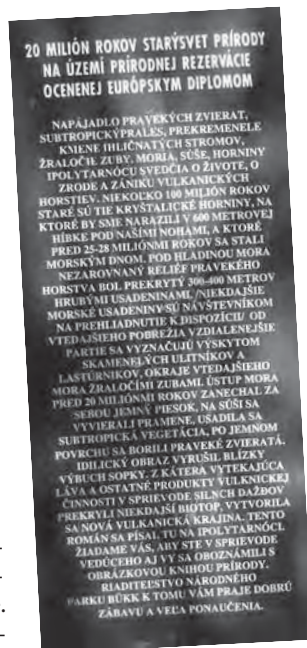 20 MILIÓN ROKOV STARÝSVET PRÍRODY
NA ÚZEMÍ PRÍRODNEJ REZERVÁCIE
OCENENEJ EURÓPSKYM DIPLOMOM
NAPÁJADLO PRAVEKÝCH ZVIERAT,
SUBTROPICKÝPRALES, PREKREMENELE
KMENE IHLIČNATÝCH STROMOV,
ŽRALOČIE ZUBY, MORIA, SÚŠE, HORNINY
IPOLYTARNÓCU SVEDČIA O ŽIVOTE, O
ZRODE A ZÁNIKU VULKANICKÝCH
HORSTIEV. NIEKOĽKO 100 MILIÓN ROKOV
STARÉ SÚ TIE KRYŠTALICKÉ HORNINY, NA
KTORÉ BY SME NARAZILI V 600 METROVEJ
HĹBKE POD NAŠIMI NOHAMI, A KTORÉ
PRED 25-28 MILIÓNMI ROKOV SA STALI
MORSKÝM DNOM. POD HLADINOU MORA
NEZAROVNANÝ RELIÉF PRAVEKÉHO
HORSTVA BOL PREKRYTÝ 300-400 METROV
HRUBÝMI USADENINAMI. /NIEKDAJŠIE
MORSKÉ USADENINY/SÚ NÁVŠTEVNÍKOM
NA PREHLIADNUTIE K DISPOZÍCII/ OD
VTEDAJŠIEHO POBREŽIA VZDIALENEJŠIE
PARTIE SA VYZNAČUJÚ VÝSKYTOM
SKAMENELÝCH ULITNÍKOV A
LASTÚRNIKOV, OKRAJE VTEDAJŠIEHO
MORA ŽRALOČÍMI ZUBAMI. ÚSTUP MORA
PRED 20 MILIÓNMI ROKOV ZANECHAL ZA
SEBOU JEMNÝ PIESOK, NA SÚŠI SA
VYVIERALI PRAMENE, USADILA SA
SUBTROPICKÁ VEGETÁCIA. PO JEMNOM
POVRCHU SA BORILI PRAVEKÉ ZVIERATÁ.
IDILICKÝ OBRAZ VYRUŠIL BLÍZKY
VÝBUCH SOPKY. Z KÁTERA VYTEKAJÚCA
LÁVA A OSTATNÉ PRODUKTY VULKNICKEJ
ČINNOSTI V SPRIEVODE SILNCH DAŽĎOV
PREKRYLI NIEKDAJŠÍ BIOTOP, VYTVORILA
SA NOVÁ VULKANICKÁ KRAJINA. TENTO
ROMÁN SA PÍSAL TU NA IPOLYTARNÓCI.
ŽIADAME VÁS, ABY STE V SPRIEVODE
VEDÚCEHO AJ VY SA OBOZNÁMILI S
OBRÁZKOVOU KNIHOU PRÍRODY.
RIADITEĽSTVO NÁRODNÉHO
PARKU BÜKK K TOMU VÁM PRAJE DOBRÚ
ZÁBAVU A VEĽA PONAUČENIA.